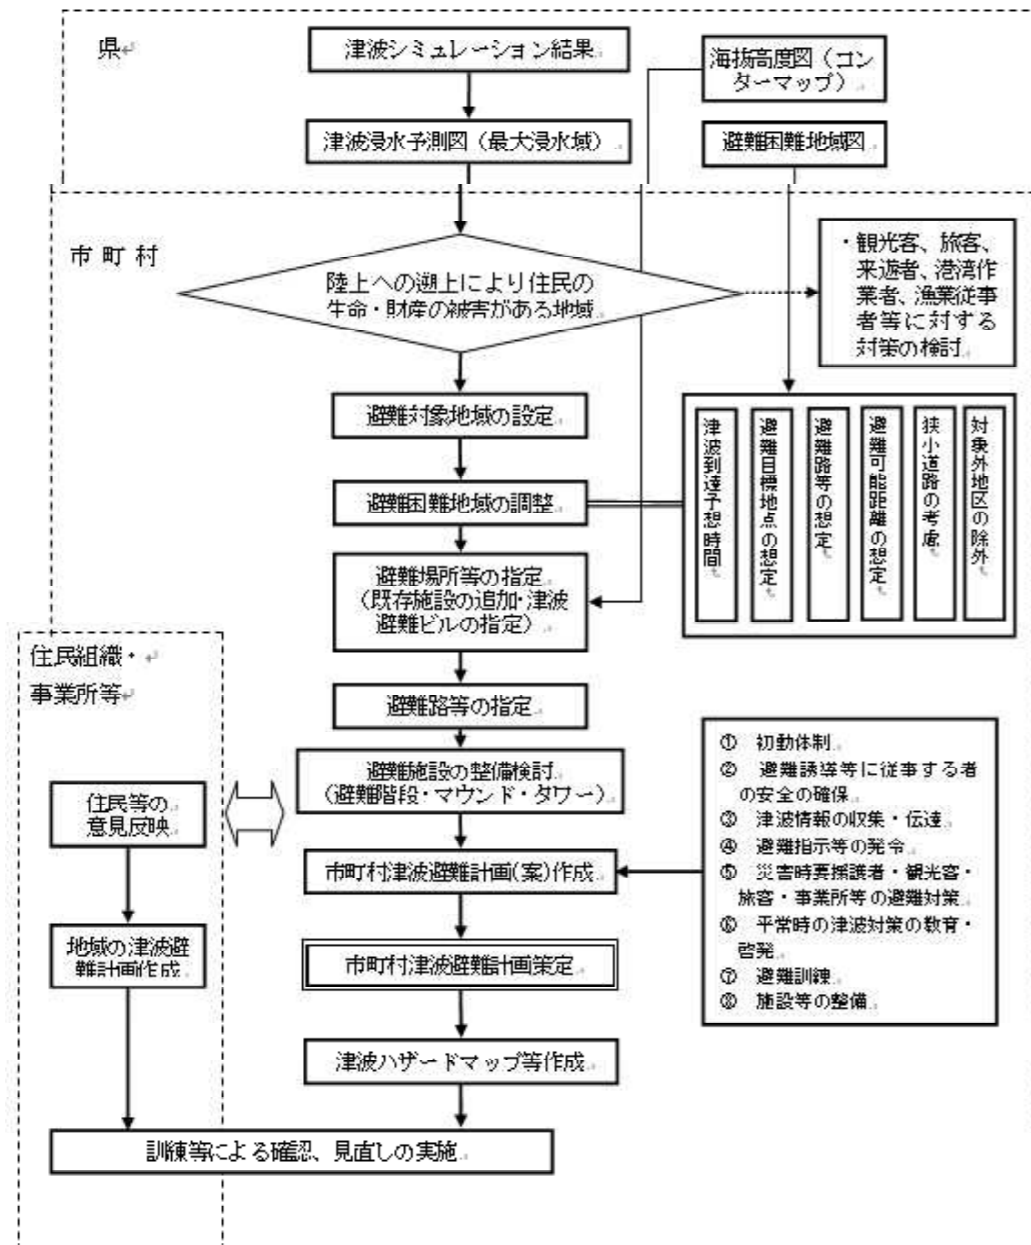 県
津波シミュレーション結果
海抜高度図（コン
ターマップ）
津波浸水予測図（最大浸水域）
避難困難地域図
市町村
陸上への遡上により住民の
生命・財産の被害がある地域
・観光客、旅客、
来遊者、港湾作
業者、漁業従事
者等に対する
対策の検討
避難対象地域の設定
避難困難地域の調整
津波到達予想時間
避難目標地点の想定
避難路等の想定
避難可能距離の想定
狭小道路の考慮
対象外地区の除外
避難場所等の指定
（既存施設の追加・津波
避難ビルの指定）
住民組織・
事業所等
避難路等の指定
避難施設の整備検討
（避難階段・マウンド・タワー）
住民等の
意見反映
市町村津波避難計画(案)作成
① 初動体制
② 避難誘導等に従事する者
の安全の確保
③ 津波情報の収集・伝達
④ 避難指示等の発令
⑤ 災害時要援護者・観光客・
旅客・事業所等の避難対策
⑥ 平常時の津波対策の教育・
啓発
⑦ 避難訓練
⑧ 施設等の整備
地域の津波避
難計画作成
市町村津波避難計画策定
津波ハザードマップ等作成
訓練等による確認、見直しの実施